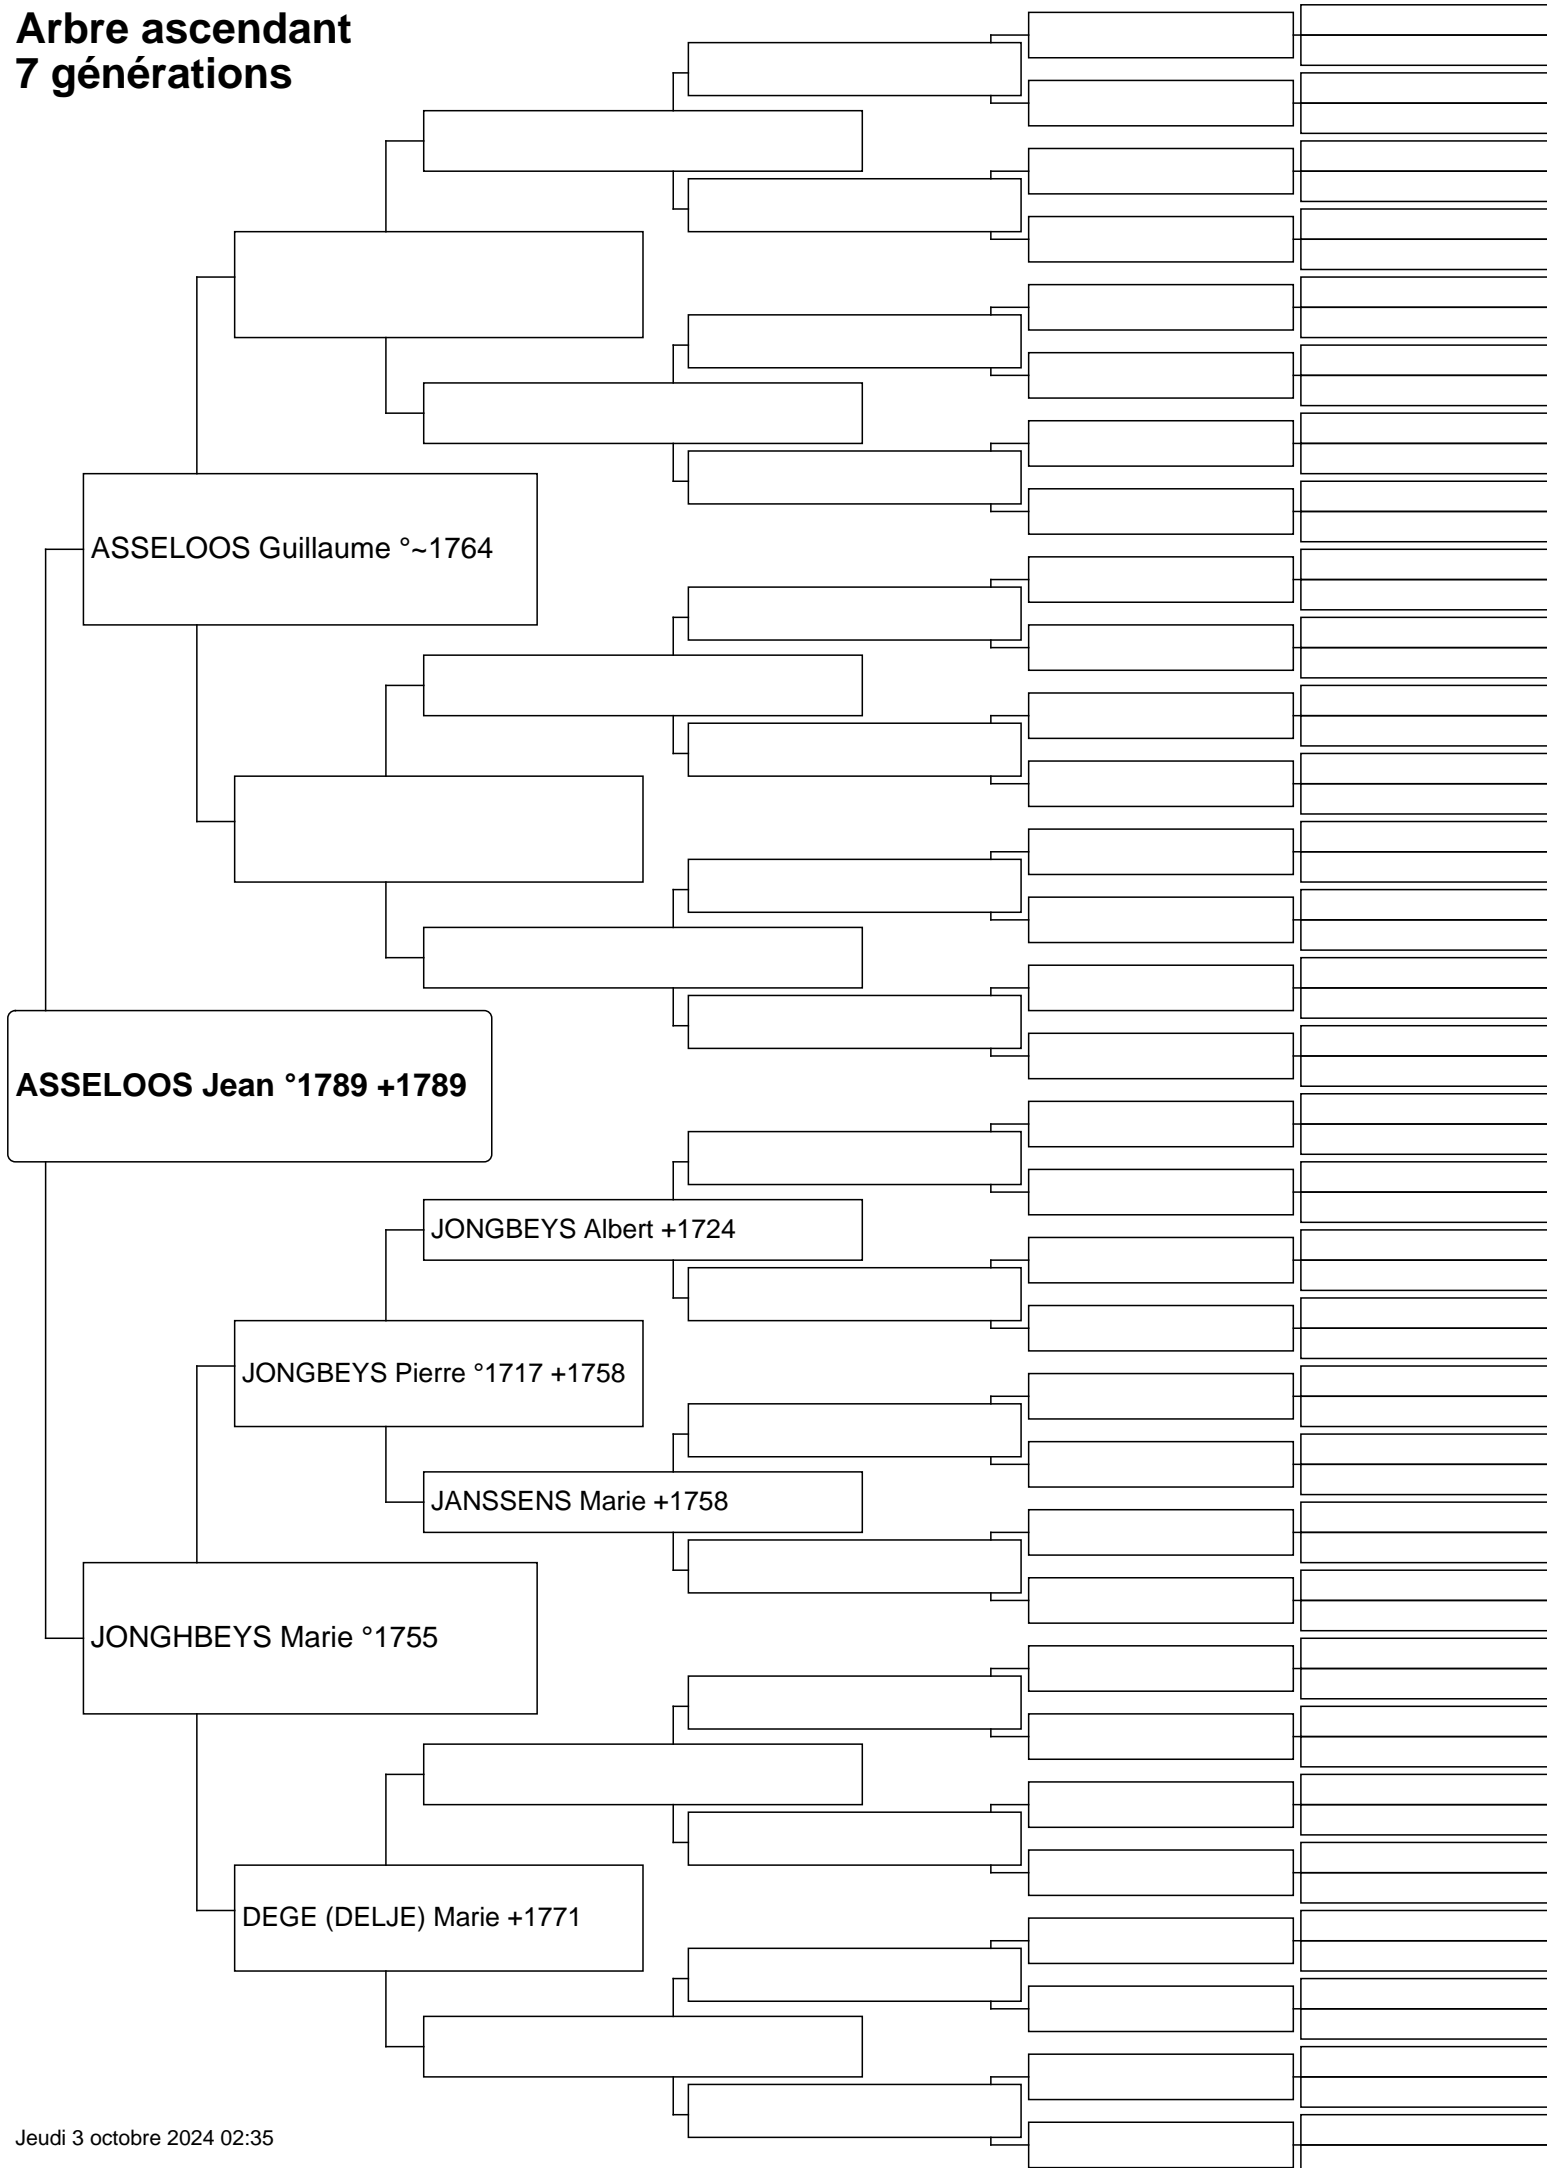 Arbre ascendant
7 générations
ASSELOOS Guillaume °~1764
ASSELOOS Jean °1789 +1789
JONGBEYS Albert +1724
JONGBEYS Pierre °1717 +1758
JANSSENS Marie +1758
JONGHBEYS Marie °1755
DEGE (DELJE) Marie +1771
Jeudi 3 octobre 2024 02:35